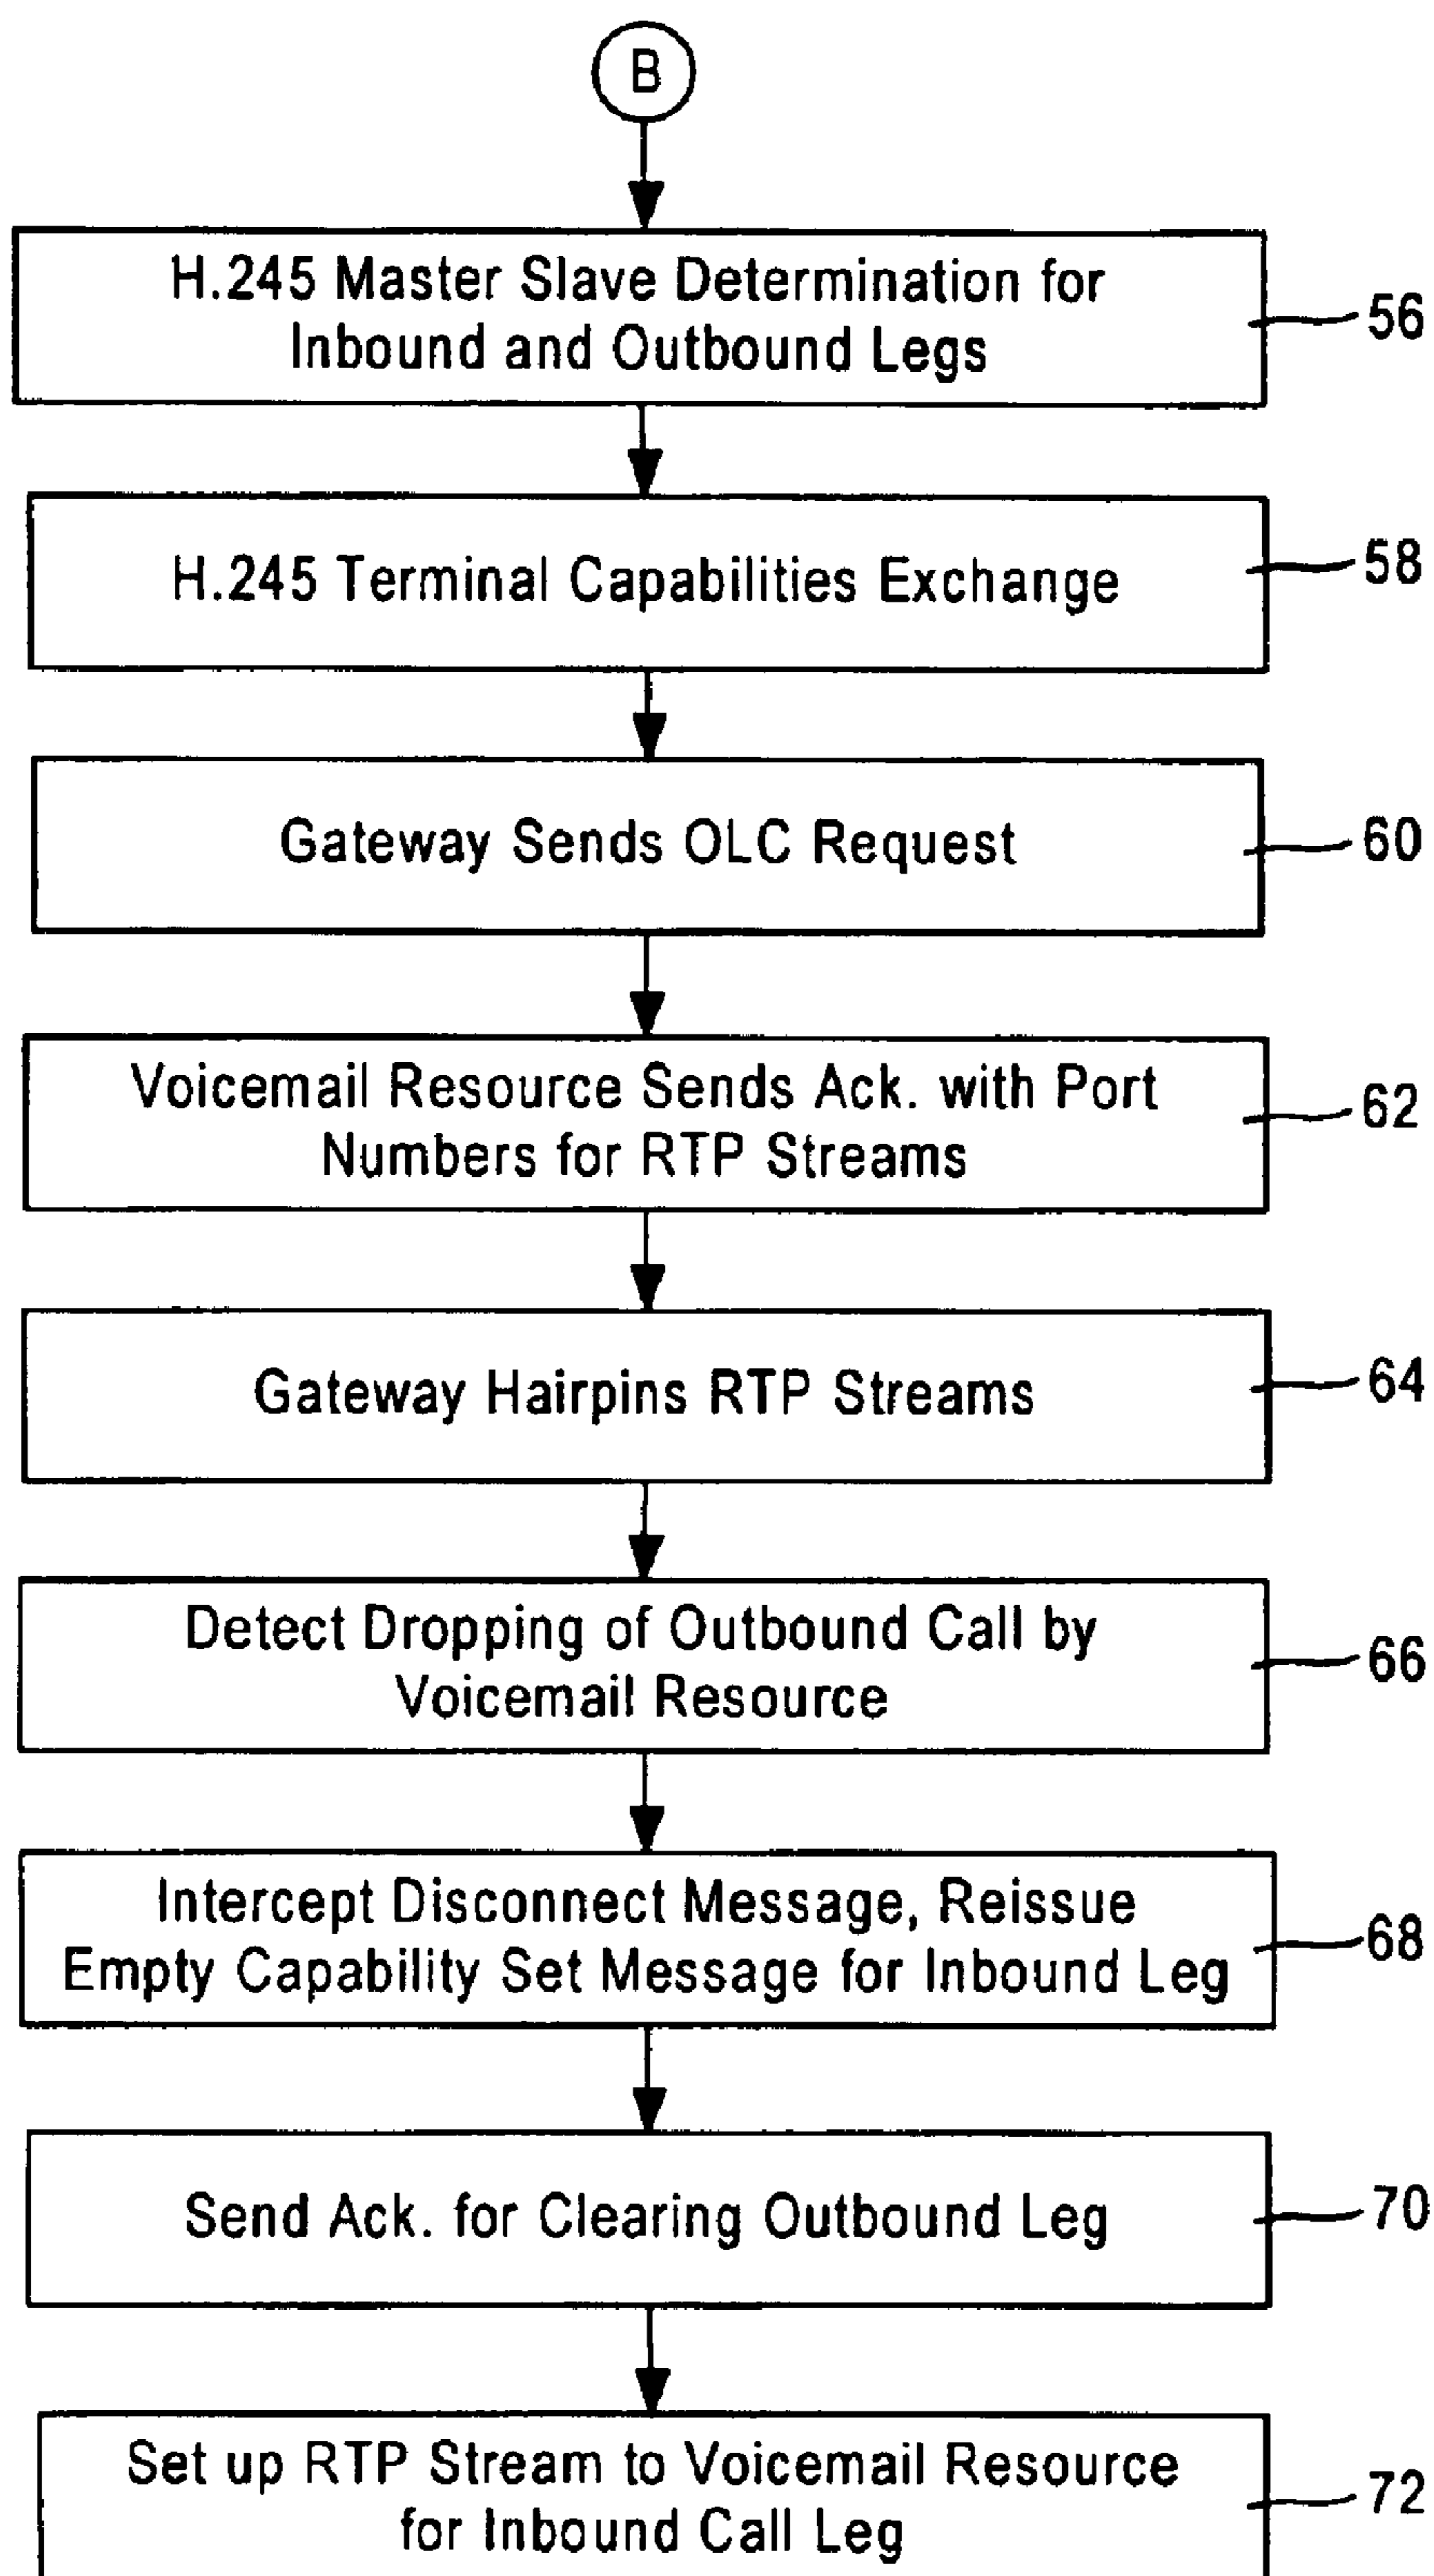 B
H.245 Master Slave Determination for
Inbound and Outbound Legs
56
H.245 Terminal Capabilities Exchange
58
Gateway Sends OLC Request
60
Voicemail Resource Sends Ack. with Port
Numbers for RTP Streams
62
Gateway Hairpins RTP Streams
64
Detect Dropping of Outbound Call by
Voicemail Resource
66
Intercept Disconnect Message, Reissue
Empty Capability Set Message for Inbound Leg
68
Send Ack. for Clearing Outbound Leg
70
Set up RTP Stream to Voicemail Resource
for Inbound Call Leg
72